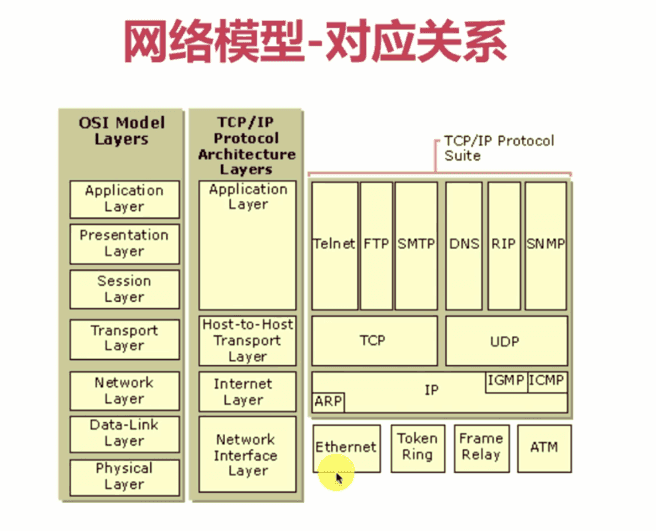 网络模型-对应关系
OSI Model
Layers
TCP/IP
Protocol
Architecture
Layers
TCP/IP Protocol
Suite
Application
Layer
Presentation
Layer
Session
Layer
Transport
Layer
Network
Layer
Data-Link
Layer
Physical
Layer
Application
Layer
Host-to-Host
Transport
Layer
Internet
Layer
Network
Interface
Layer
Telnet
FTP
SMTP
DNS
RIP
SNMP
TCP
UDP
IP
IGMP
ICMP
ARP
Ethernet
Token
Ring
Frame
Relay
ATM